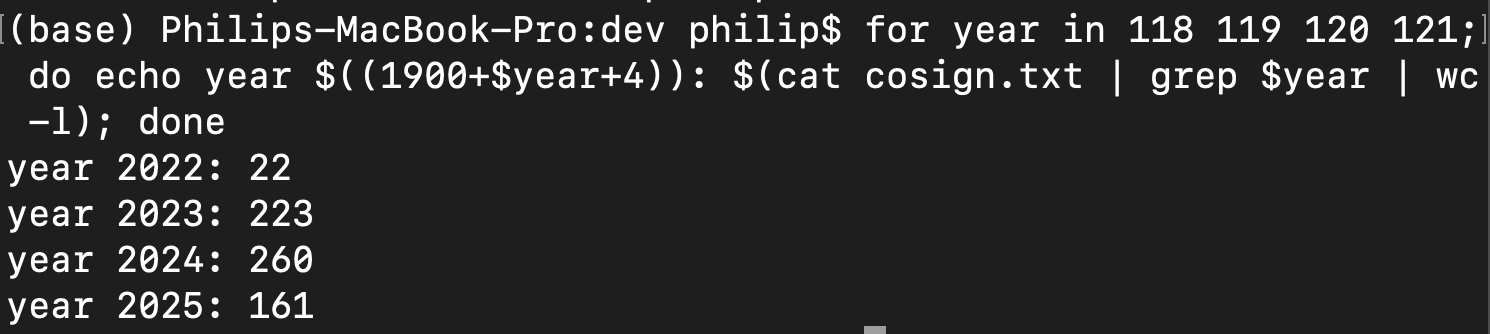 [(base) Philips-MacBook-Pro:dev philip$ for year in 118 119 120 121;]
do echo year $((1900+$year+4)): $(cat cosign.txt | grep $year | wc
-l); done
year 2022: 22
year 2023: 223
year 2024: 260
year 2025: 161